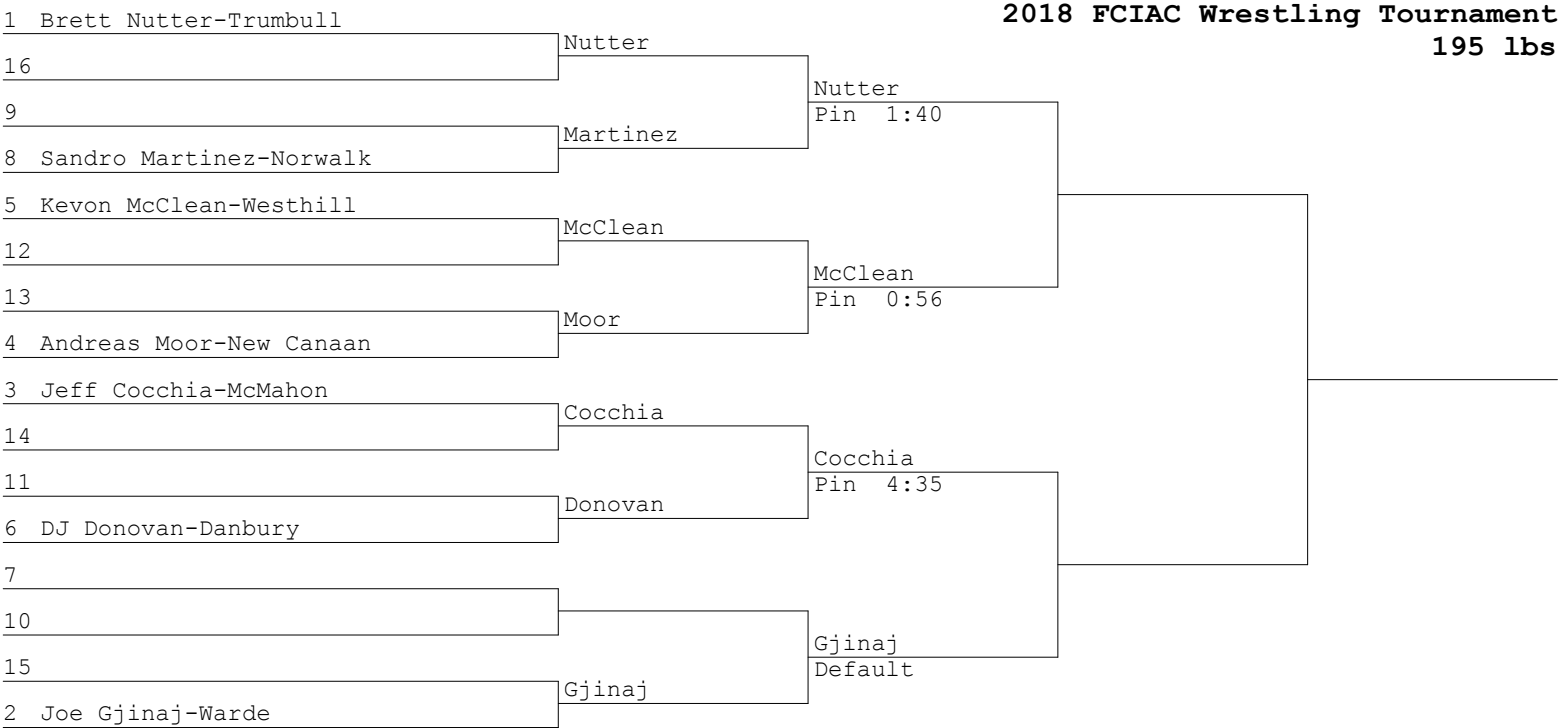 2018 FCIAC Wrestling Tournament
195 lbs
1 Brett Nutter-Trumbull
16
9
8 Sandro Martinez-Norwalk
5 Kevon McClean-Westhill
12
13
4 Andreas Moor-New Canaan
3 Jeff Cocchia-McMahon
14
11
6 DJ Donovan-Danbury
7
10
15
2 Joe Gjinaj-Warde
Nutter
Martinez
McClean
Moor
Cocchia
Donovan
Gjinaj
Nutter
Pin 1:40
McClean
Pin 0:56
Cocchia
Pin 4:35
Gjinaj
Default